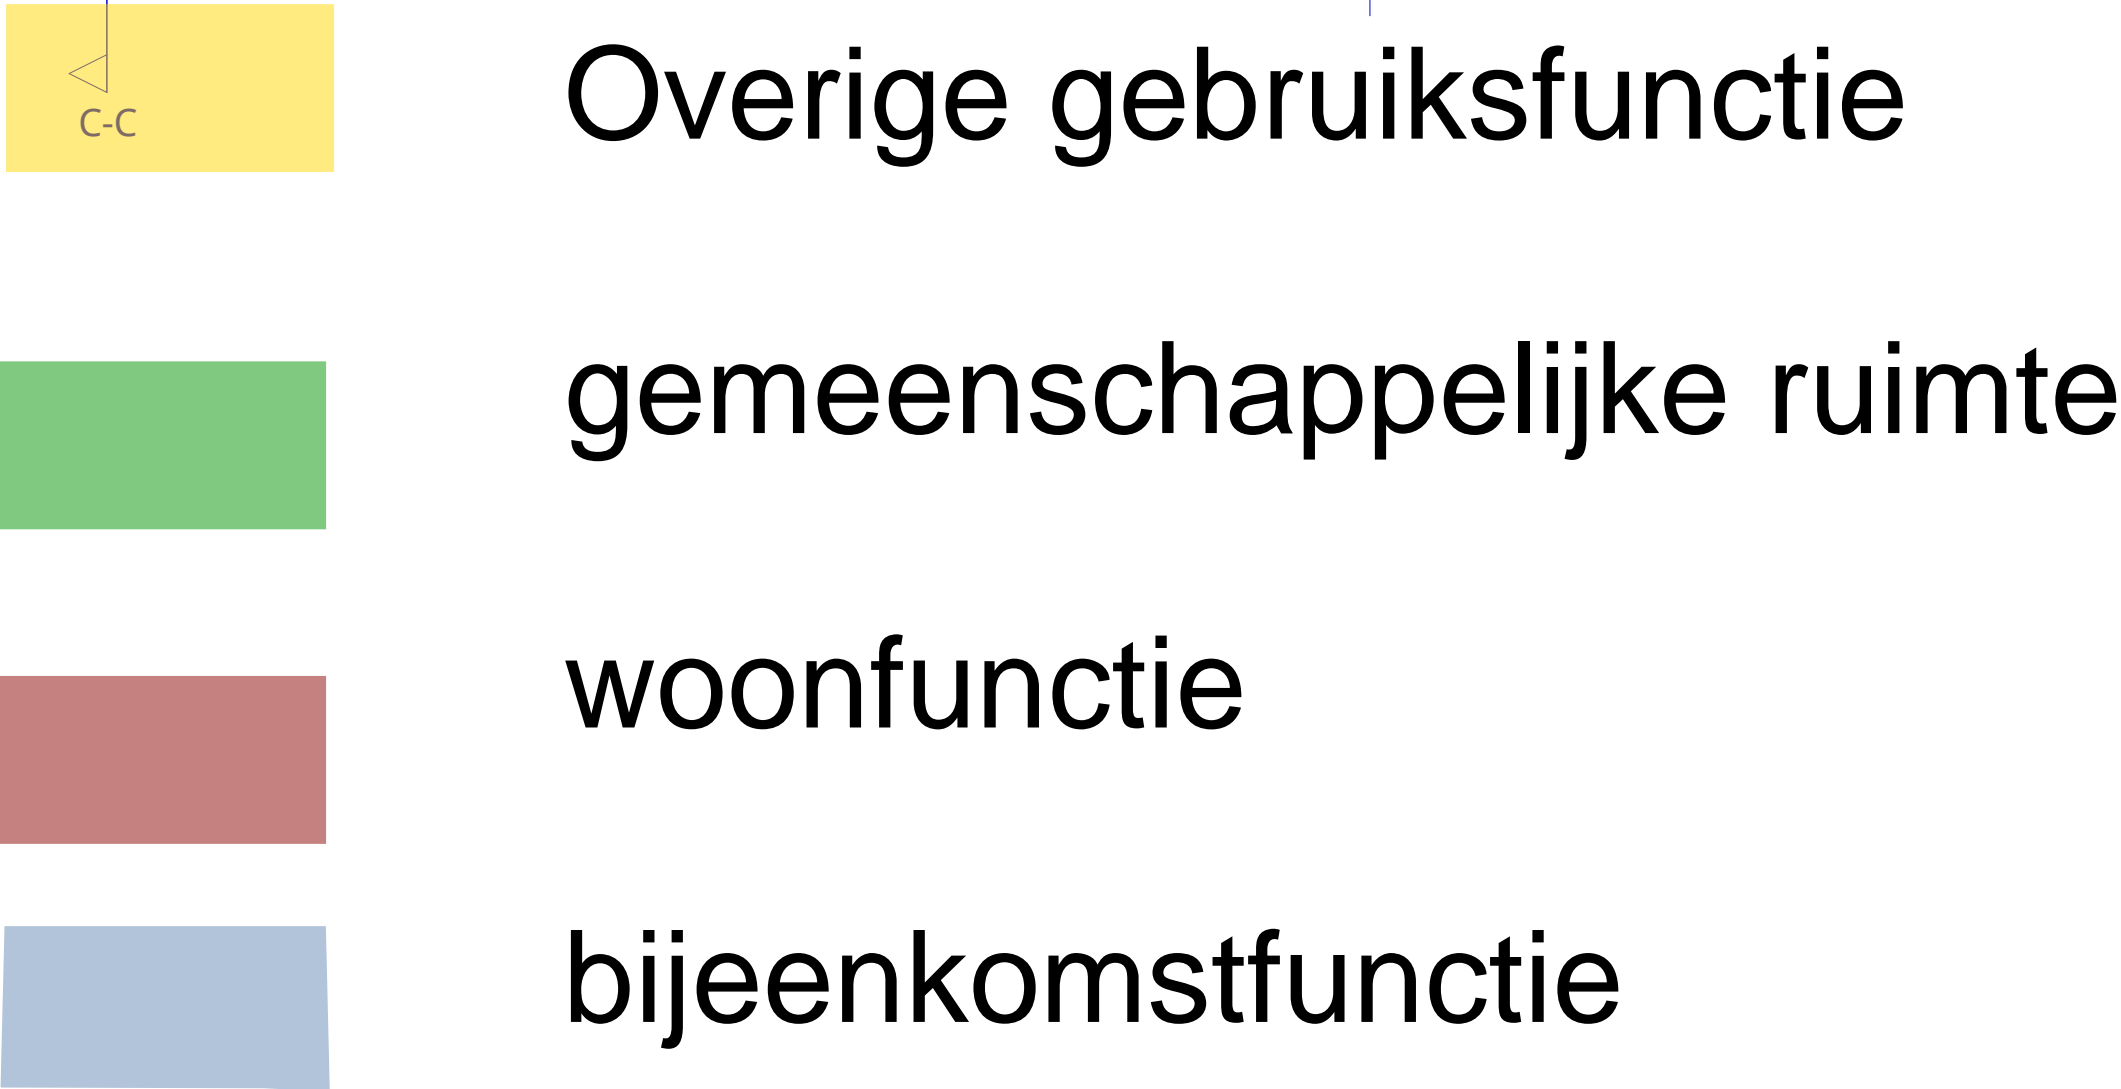 C-C
Overige gebruiksfunctie
gemeenschappelijke ruimte
woonfunctie
bijeenkomstfunctie